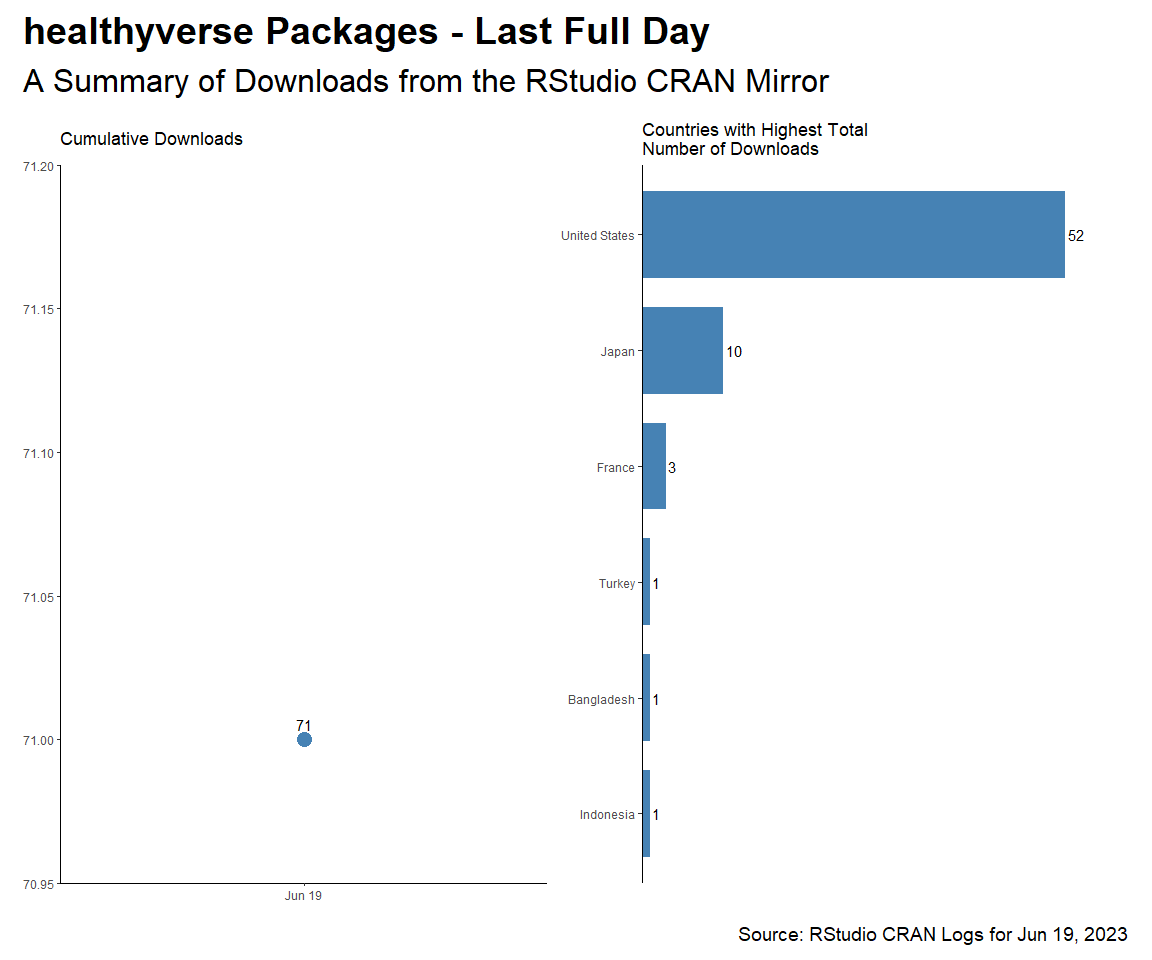 healthyverse Packages - Last Full Day
A Summary of Downloads from the RStudio CRAN Mirror
Cumulative Downloads
71.20
71.15
71.10
71.05
71.00
70.95
71
Jun 19
Countries with Highest Total
Number of Downloads
United States
52
Japan
10
France
3
Turkey
1
Bangladesh
1
Indonesia
1
Source: RStudio CRAN Logs for Jun 19, 2023